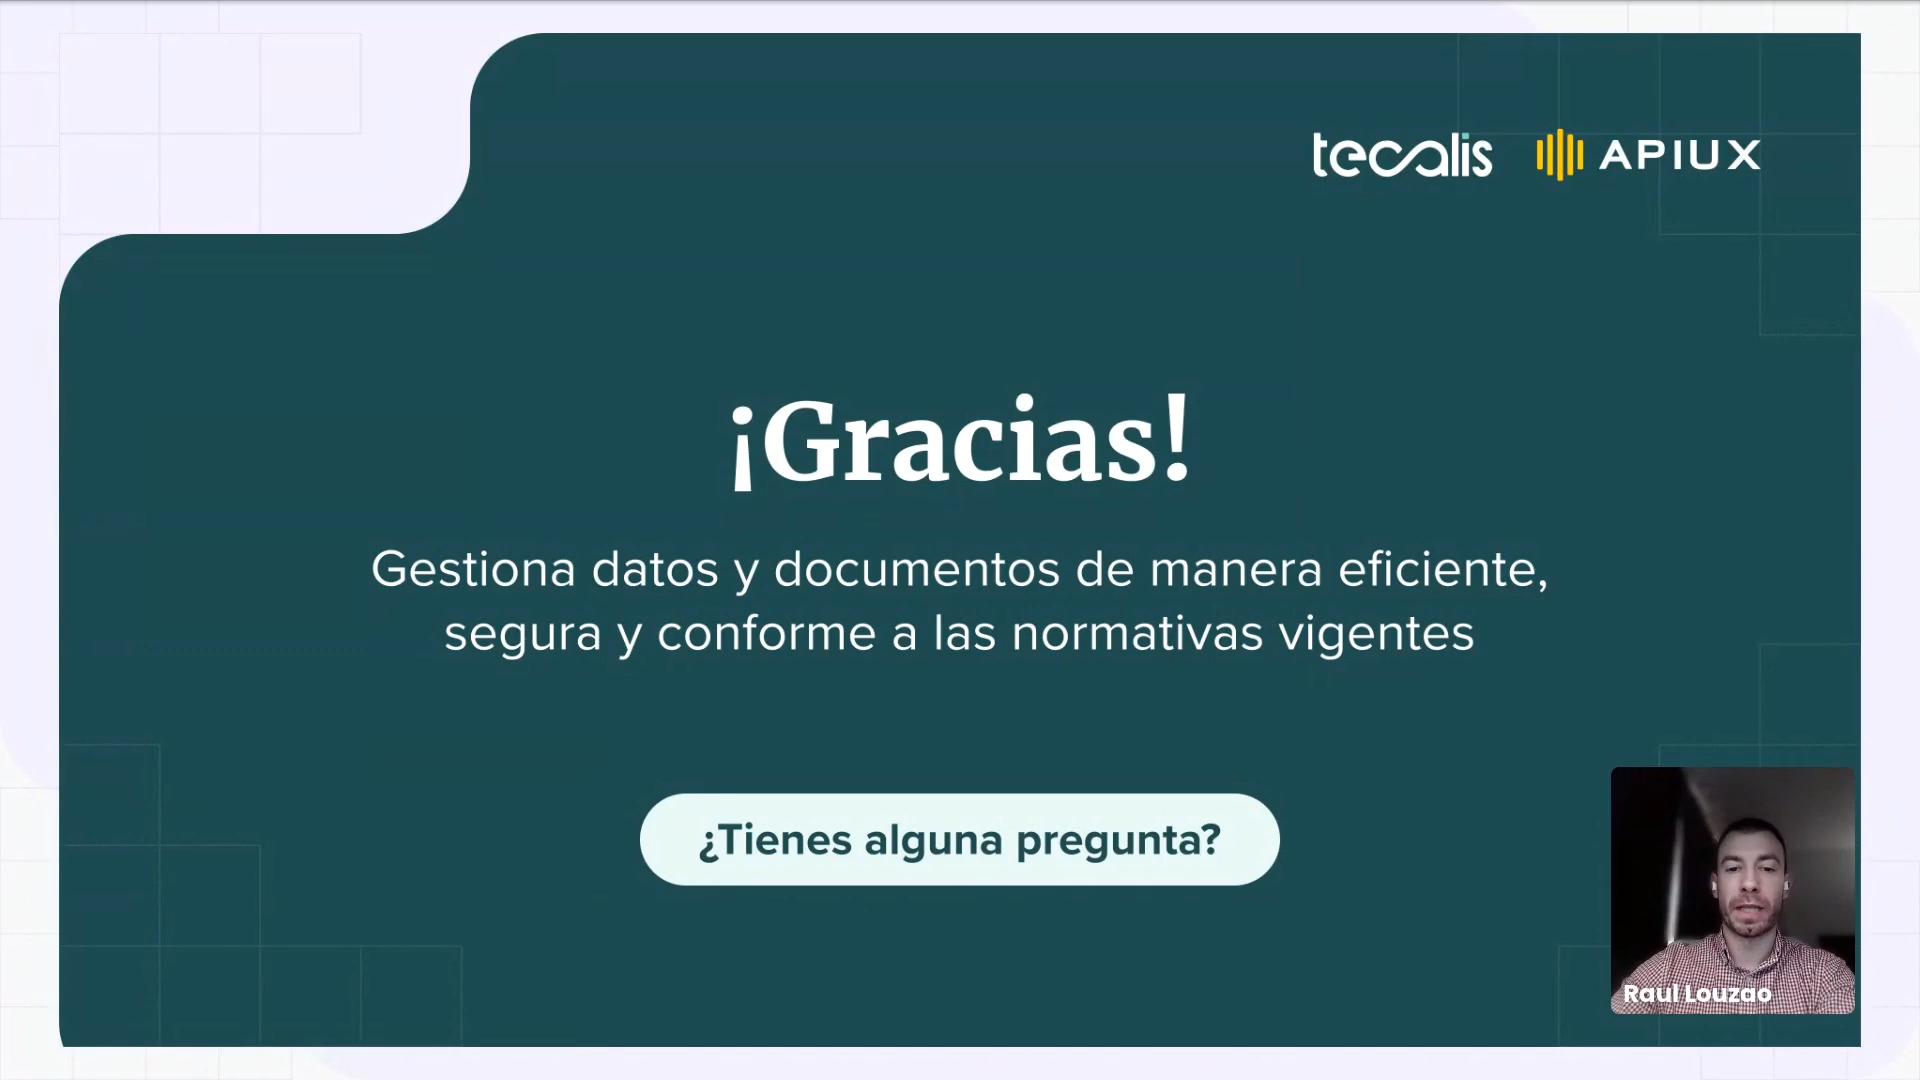 tecalis APIUX
¡Gracias!
Gestiona datos y documentos de manera eficiente,
segura y conforme a las normativas vigentes
¿Tienes alguna pregunta?
Raul Louzao